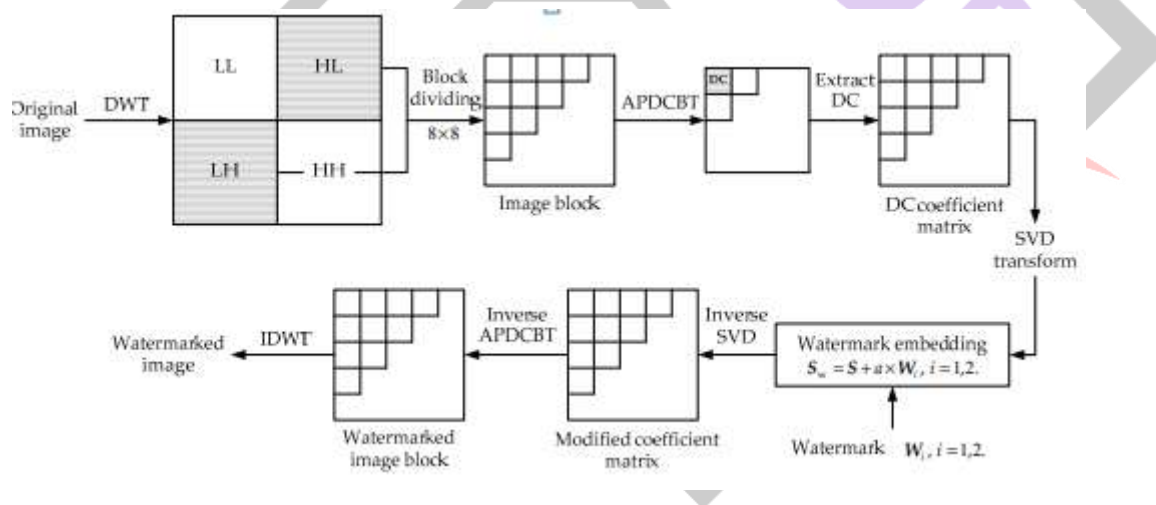 LL
HL
LH
HH
Original
image
DWT
Block
dividing
8×8
Image block
APDCBT
DC
Extract
DC
DC coefficient
matrix
SVD
transform
Watermark embedding
S_w = S + a × W_i, i = 1,2.
Watermark W_i, i = 1,2.
Inverse
SVD
Modified coefficient
matrix
Inverse
APDCBT
Watermarked
image block
IDWT
Watermarked
image